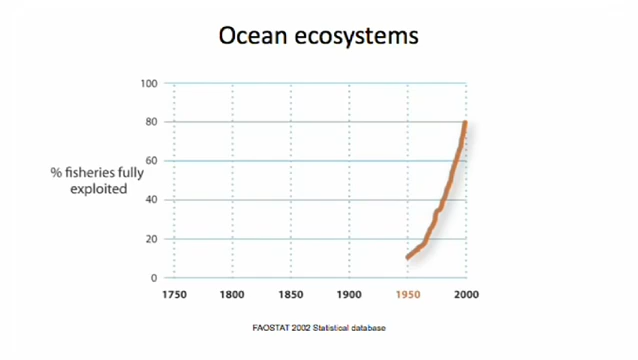 Ocean ecosystems
100
80
60
40
20
0
% fisheries fully
exploited
1750 1800 1850 1900 1950 2000
FAOSTAT 2002 Statistical database